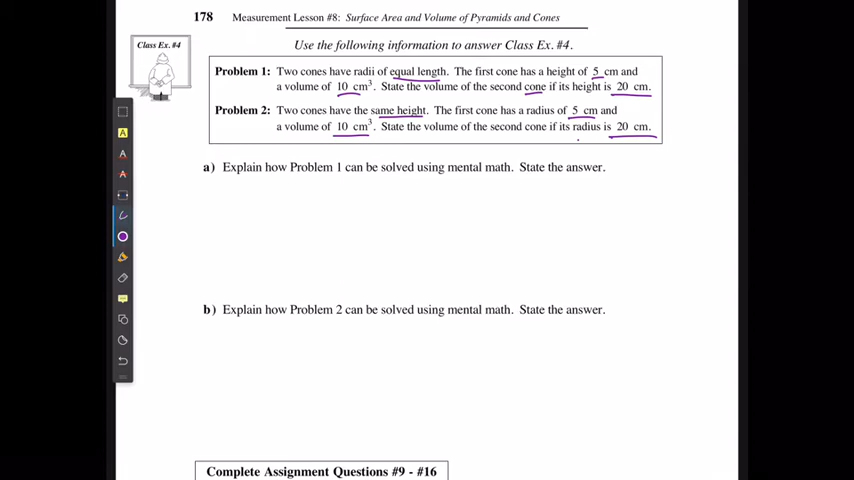 178 Measurement Lesson #8: Surface Area and Volume of Pyramids and Cones
Class Ex. #4
Use the following information to answer Class Ex. #4.
Problem 1: Two cones have radii of equal length. The first cone has a height of 5 cm and
a volume of 10 cm³. State the volume of the second cone if its height is 20 cm.
Problem 2: Two cones have the same height. The first cone has a radius of 5 cm and
a volume of 10 cm³. State the volume of the second cone if its radius is 20 cm.
a) Explain how Problem 1 can be solved using mental math. State the answer.
b) Explain how Problem 2 can be solved using mental math. State the answer.
Complete Assignment Questions #9 - #16